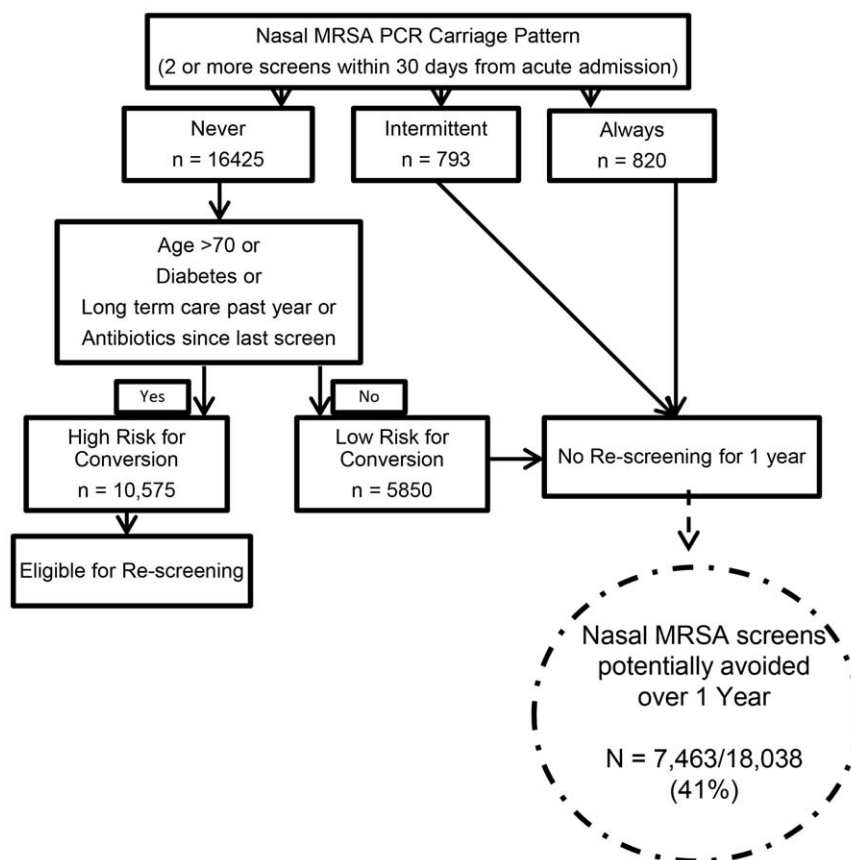 Nasal MRSA PCR Carriage Pattern
(2 or more screens within 30 days from acute admission)
Never
n = 16425
Intermittent
n = 793
Always
n = 820
Age >70 or
Diabetes or
Long term care past year or
Antibiotics since last screen
Yes
No
High Risk for
Conversion
n = 10,575
Low Risk for
Conversion
n = 5850
No Re-screening for 1 year
Eligible for Re-screening
Nasal MRSA screens
potentially avoided
over 1 Year
N = 7,463/18,038
(41%)